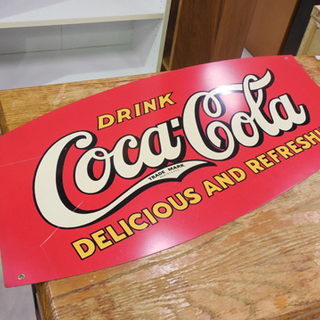 DRINK
Coca-Cola
TRADE MARK
DELICIOUS AND REFRESHI